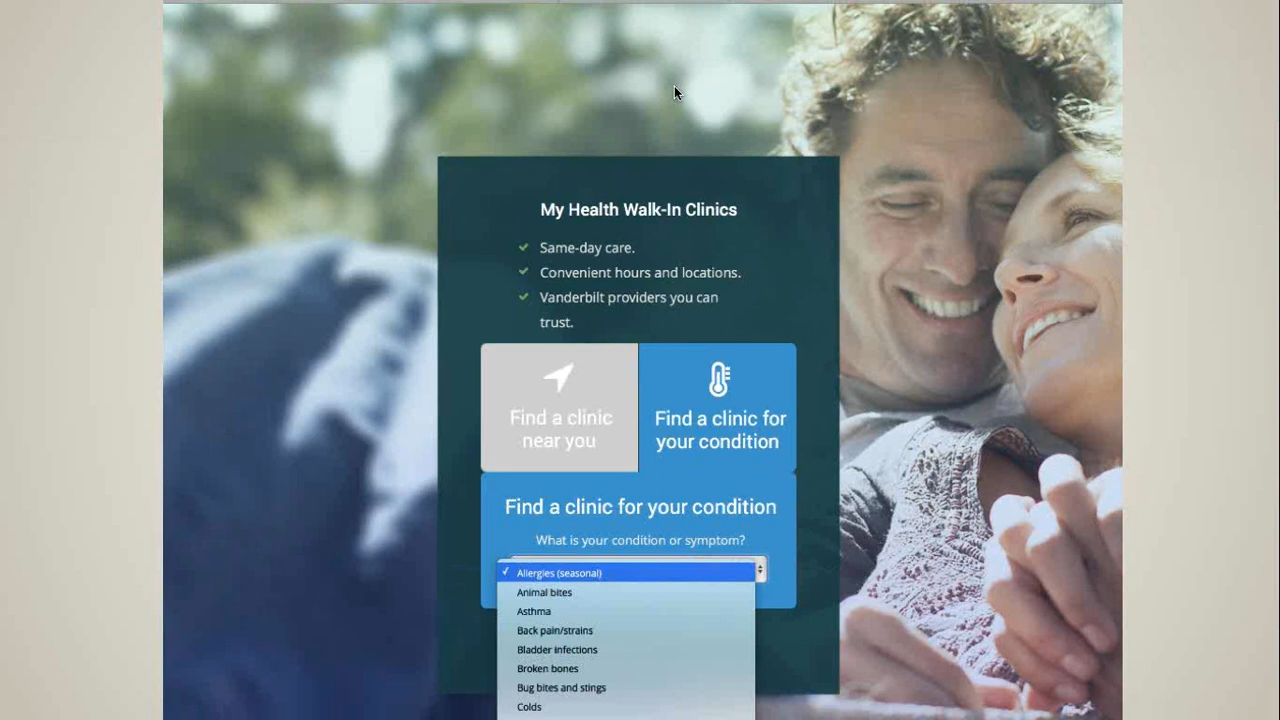 My Health Walk-In Clinics
Same-day care.
Convenient hours and locations.
Vanderbilt providers you can
trust.
Find a clinic
near you
Find a clinic for
your condition
Find a clinic for your condition
What is your condition or symptom?
Allergies (seasonal)
Animal bites
Asthma
Back pain/strains
Bladder infections
Broken bones
Bug bites and stings
Colds